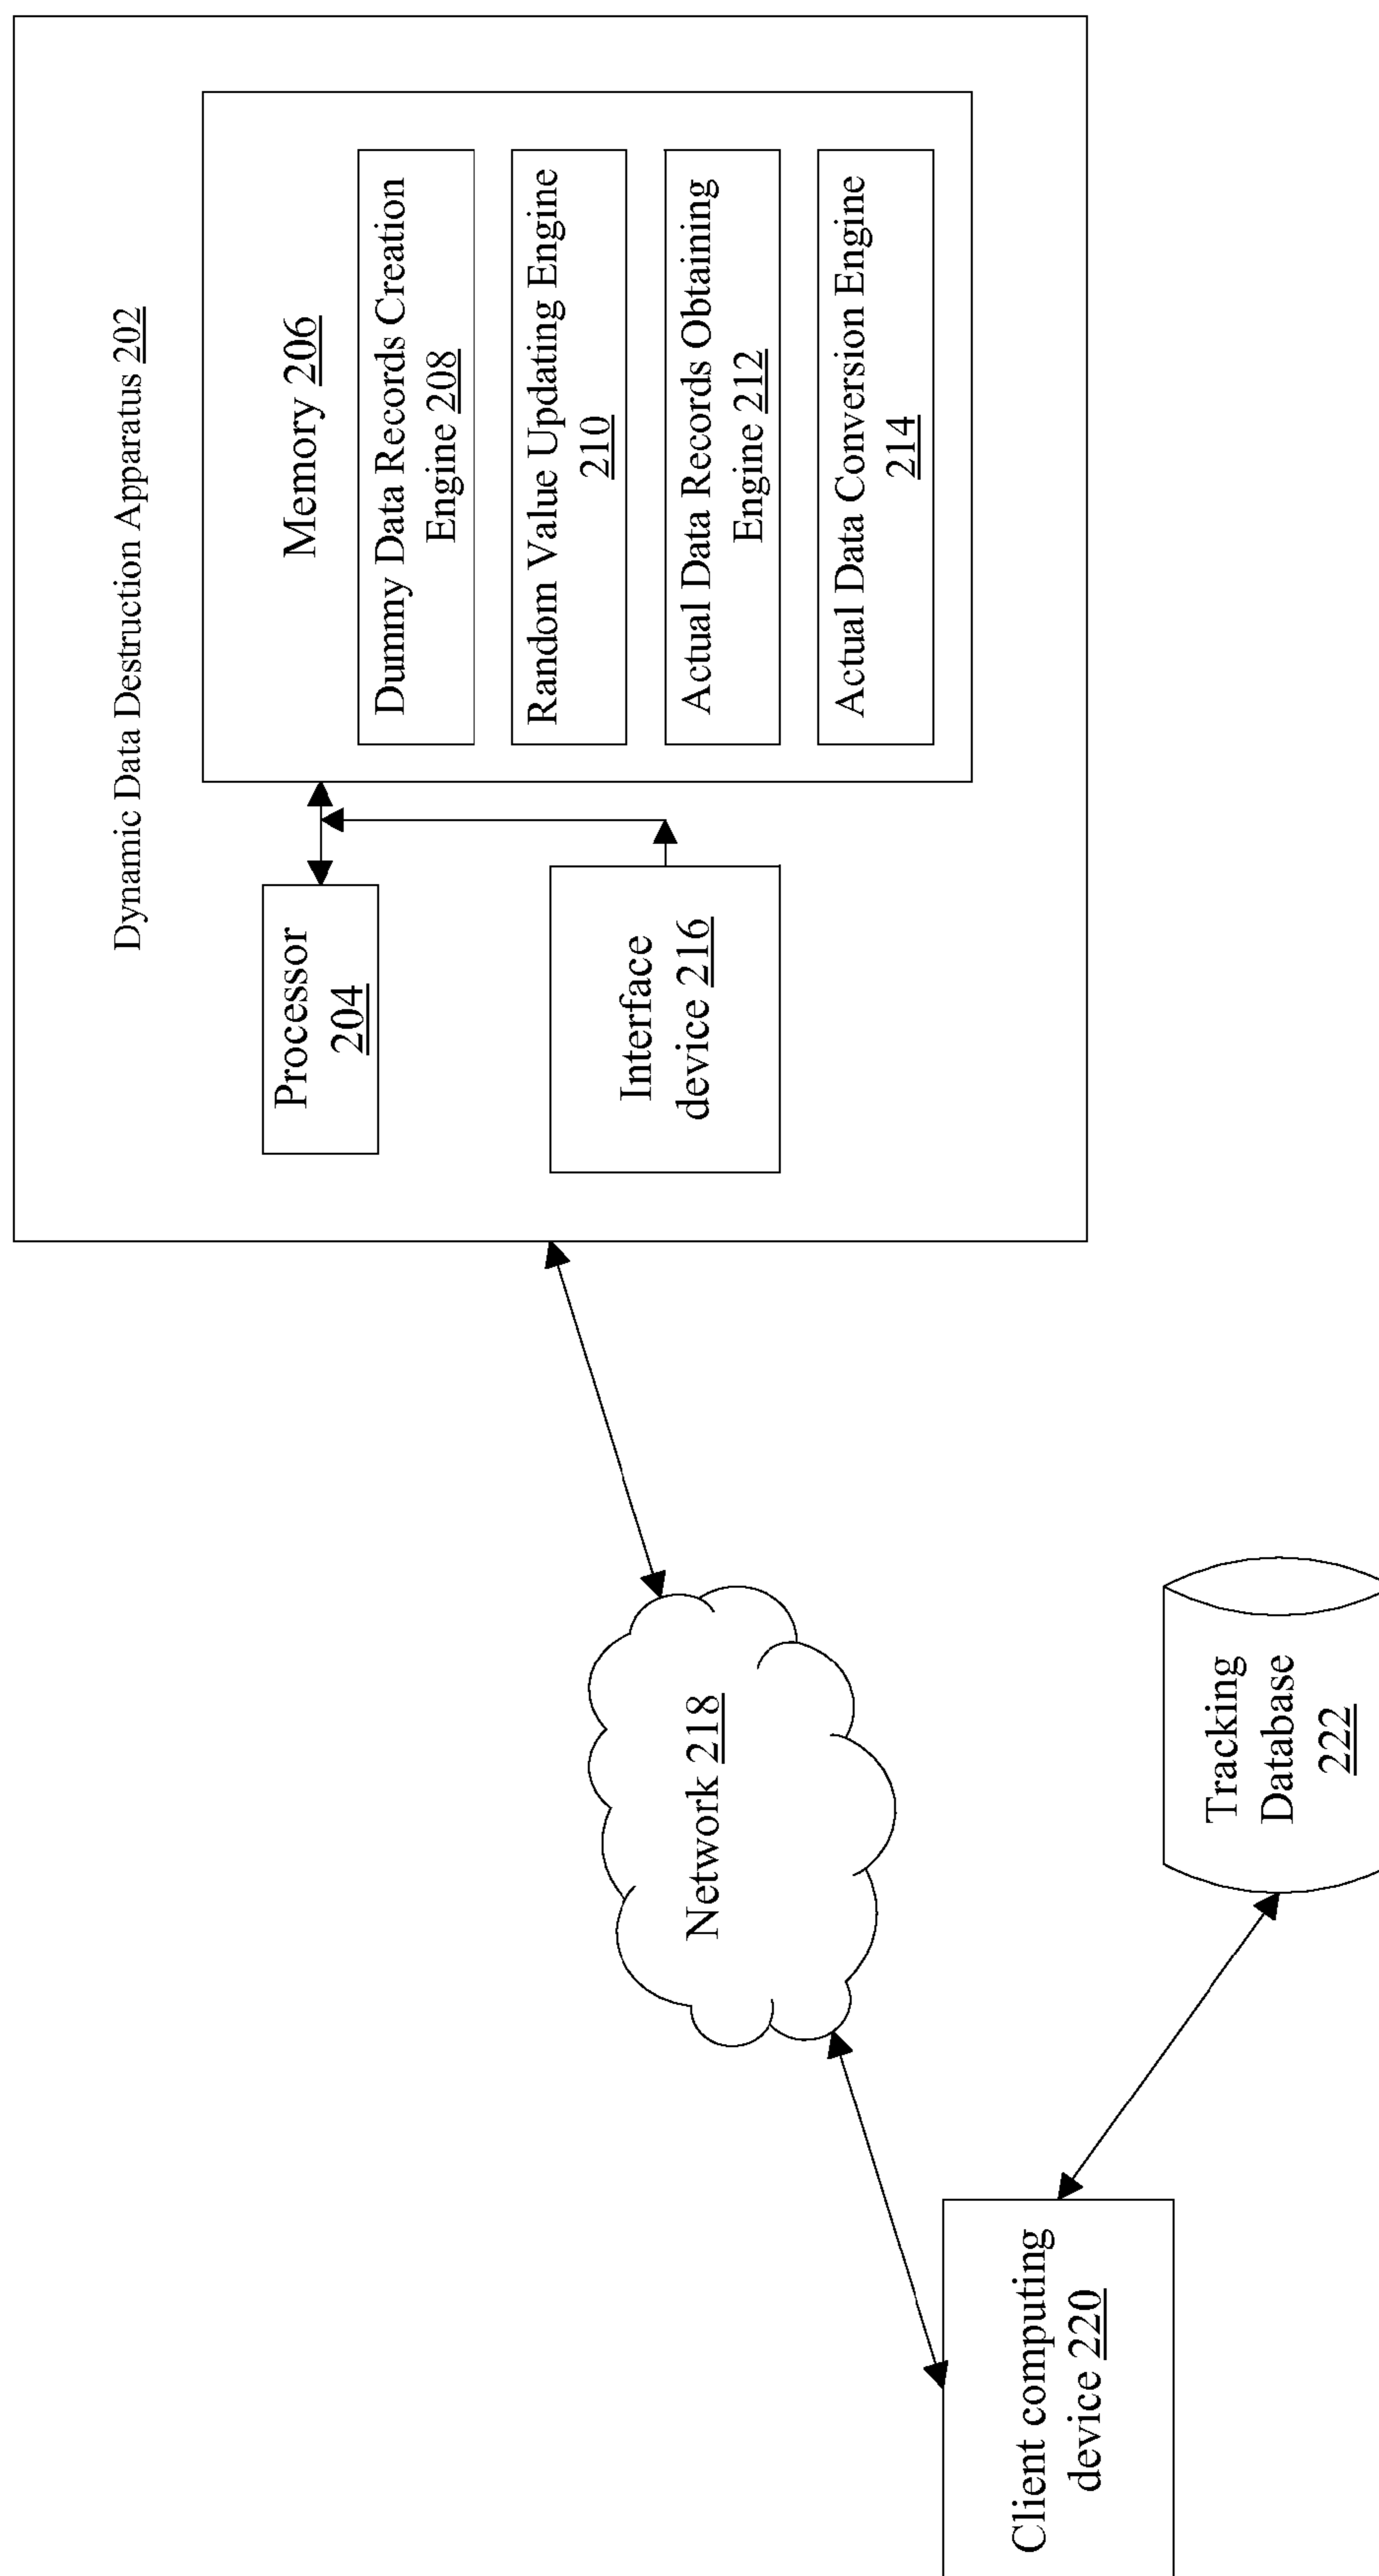 Dynamic Data Destruction Apparatus 202
Processor
204
Memory 206
Dummy Data Records Creation
Engine 208
Random Value Updating Engine
210
Actual Data Records Obtaining
Engine 212
Actual Data Conversion Engine
214
Interface
device 216
Network 218
Client computing
device 220
Tracking
Database
222